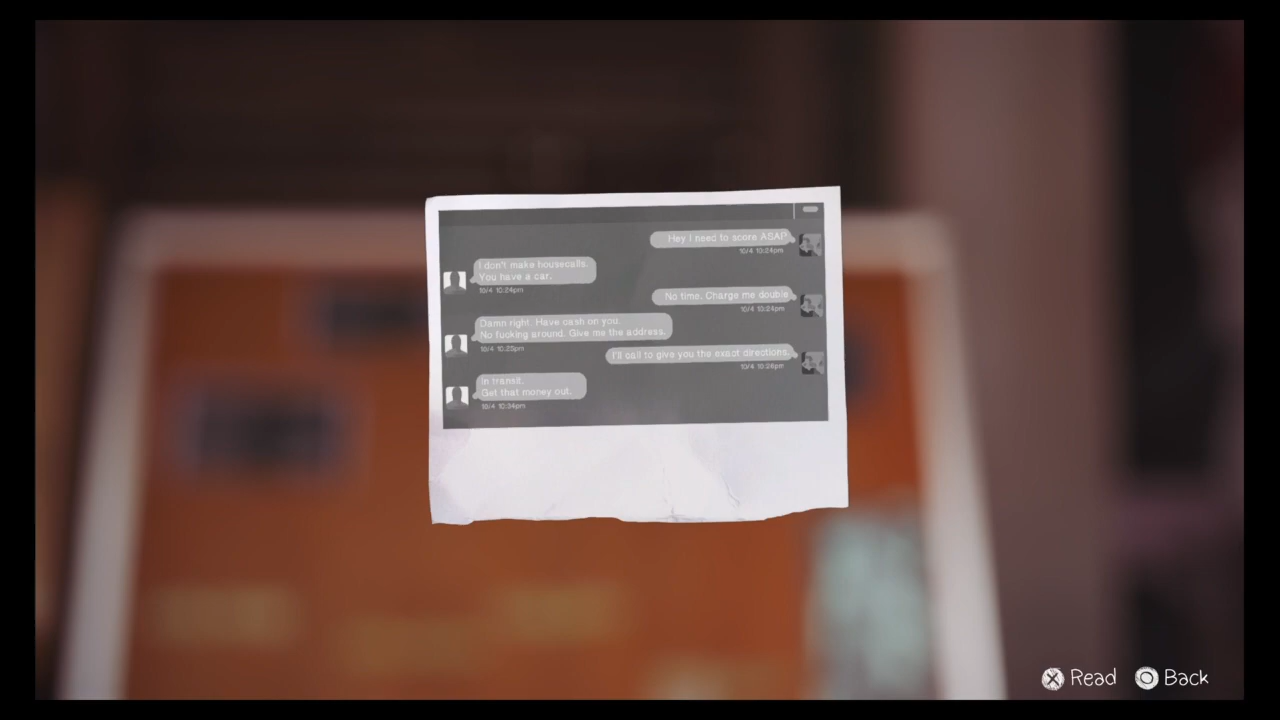 Hey I need to score ASAP
10/4 10:24pm
I don't make housecalls.
You have a car.
10/4 10:24pm
No time. Charge me double
10/4 10:24pm
Damn right. Have cash on you.
No fucking around. Give me the address.
10/4 10:25pm
I'll call to give you the exact directions.
10/4 10:26pm
In transit.
Get that money out.
10/4 10:34pm
Read
Back